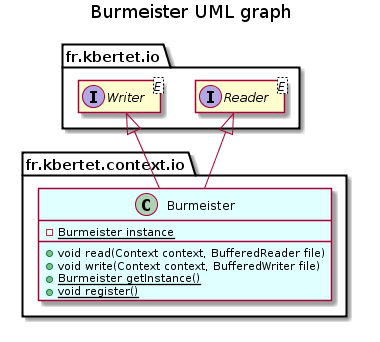 Burmeister UML graph
fr.kbertet.io
I Writer E
I Reader E
fr.kbertet.context.io
C Burmeister
Burmeister instance
void read(Context context, BufferedReader file)
void write(Context context, BufferedWriter file)
Burmeister getInstance()
void register()